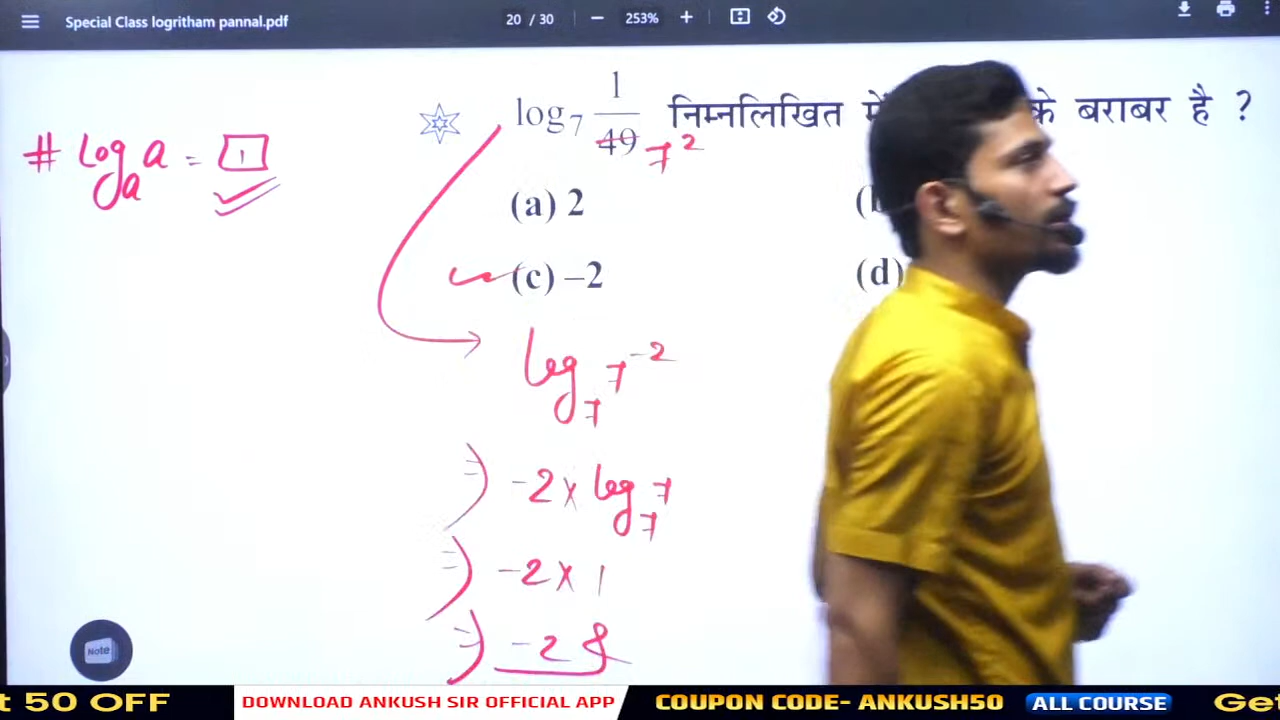 Special Class logritham pannal.pdf
20 / 30
253%
log₇ 1/49 निम्नलिखित में के बराबर है ?
7²
# logₐ a = 1
(a) 2
(c) –2
(d)
log₇ 7⁻²
⇒ -2 × log₇ 7
⇒ -2 × 1
⇒ -2
Note
t 50 OFF
DOWNLOAD ANKUSH SIR OFFICIAL APP
COUPON CODE- ANKUSH50
ALL COURSE
Get